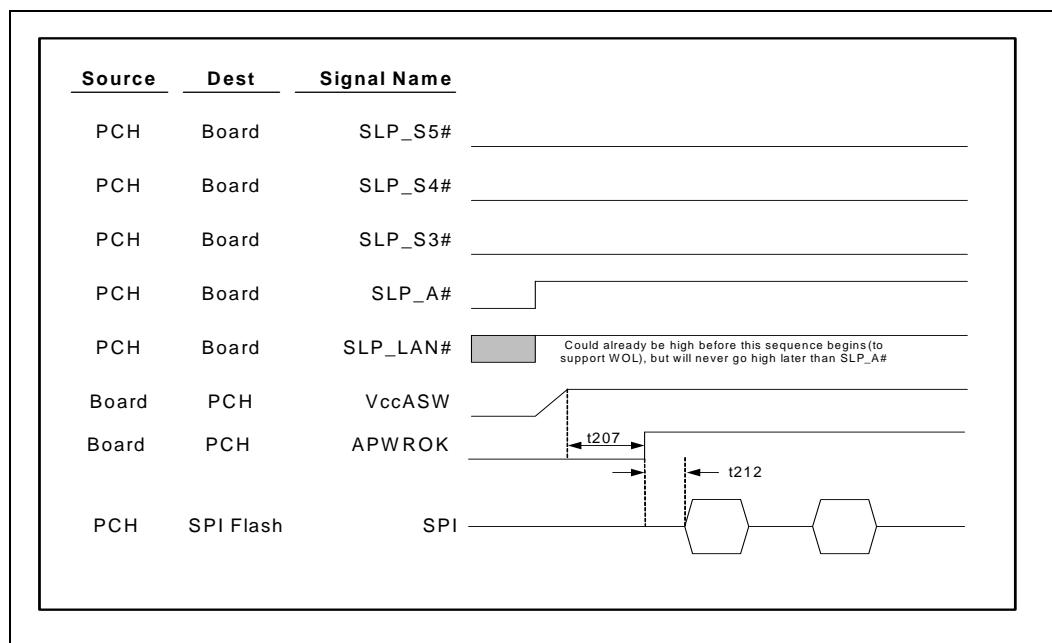 Source Dest Signal Name
PCH Board SLP_S5#
PCH Board SLP_S4#
PCH Board SLP_S3#
PCH Board SLP_A#
PCH Board SLP_LAN# Could already be high before this sequence begins(to
support WOL), but will never go high later than SLP_A#
Board PCH VccASW
Board PCH APWROK t207
t212
PCH SPI Flash SPI